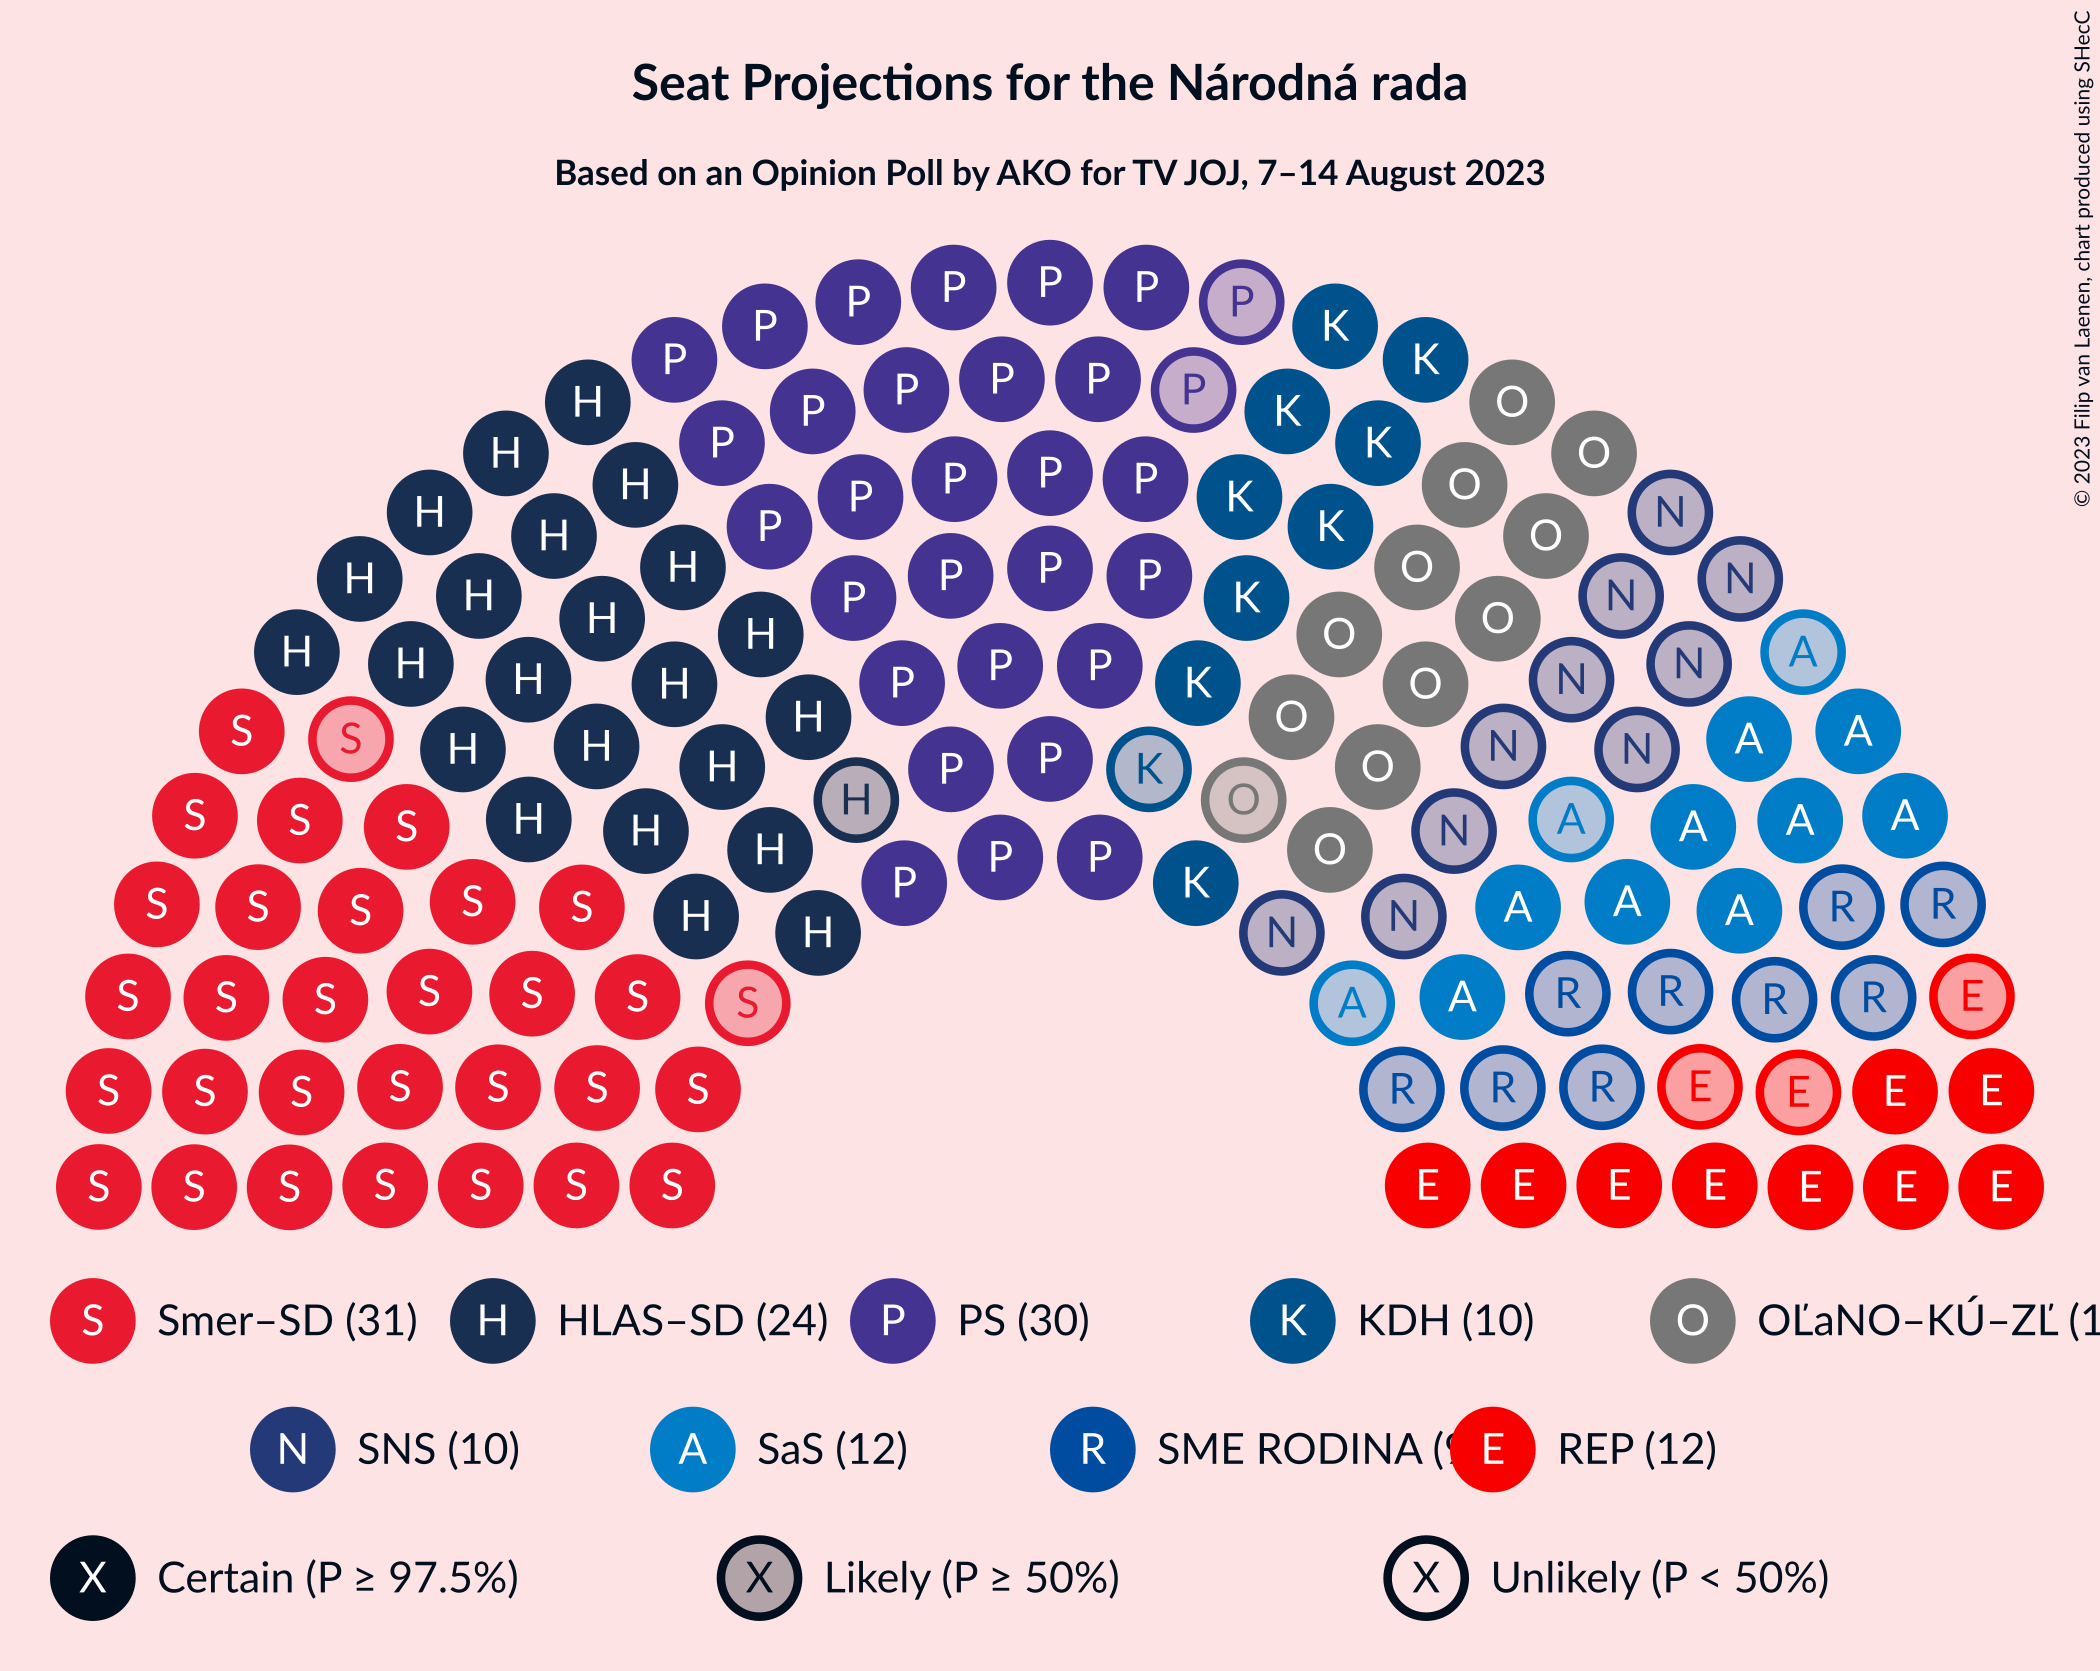 Seat Projections for the Národná rada
Based on an Opinion Poll by AKO for TV JOJ, 7–14 August 2023
© 2023 Filip van Laenen, chart produced using SHecC
P P P P P P P K K
H P P P P P P K K O
H H P P P P P P K K O O
H H H P P P P P K O O N
H H H H P P P K O O N N
H H H H H P P K O O N N A
S S H H H H P P P K O N N A A
S S S H H H H N A A A A
S S S S S H H N N A A A R R
S S S S S S S A A R R R R E
S S S S S S S R R R E E E E
S S S S S S S E E E E E E E
S Smer–SD (31) H HLAS–SD (24) P PS (30) K KDH (10) O OĽaNO–KÚ–ZĽ (1
N SNS (10) A SaS (12) R SME RODINA ( E REP (12)
X Certain (P ≥ 97.5%) X Likely (P ≥ 50%) X Unlikely (P < 50%)